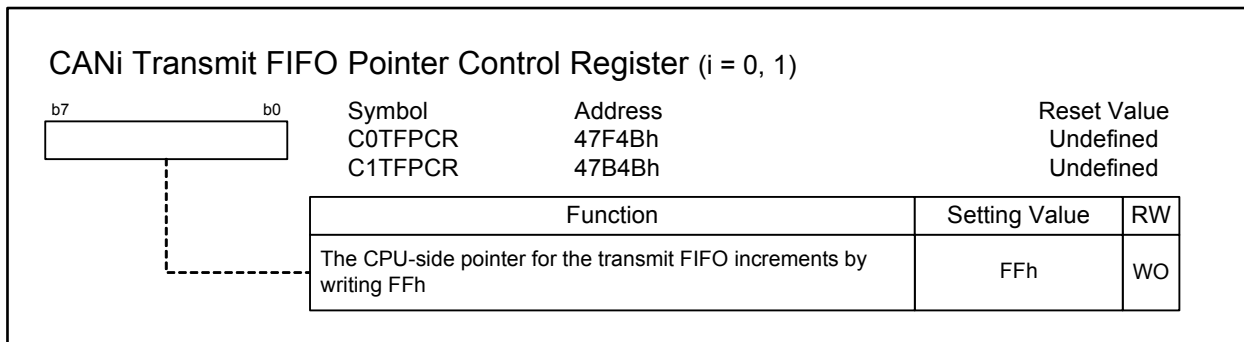 CANi Transmit FIFO Pointer Control Register (i = 0, 1)
b7 b0 Symbol Address Reset Value
C0TFPCR 47F4Bh Undefined
C1TFPCR 47B4Bh Undefined
Function Setting Value RW
The CPU-side pointer for the transmit FIFO increments by
writing FFh
FFh WO